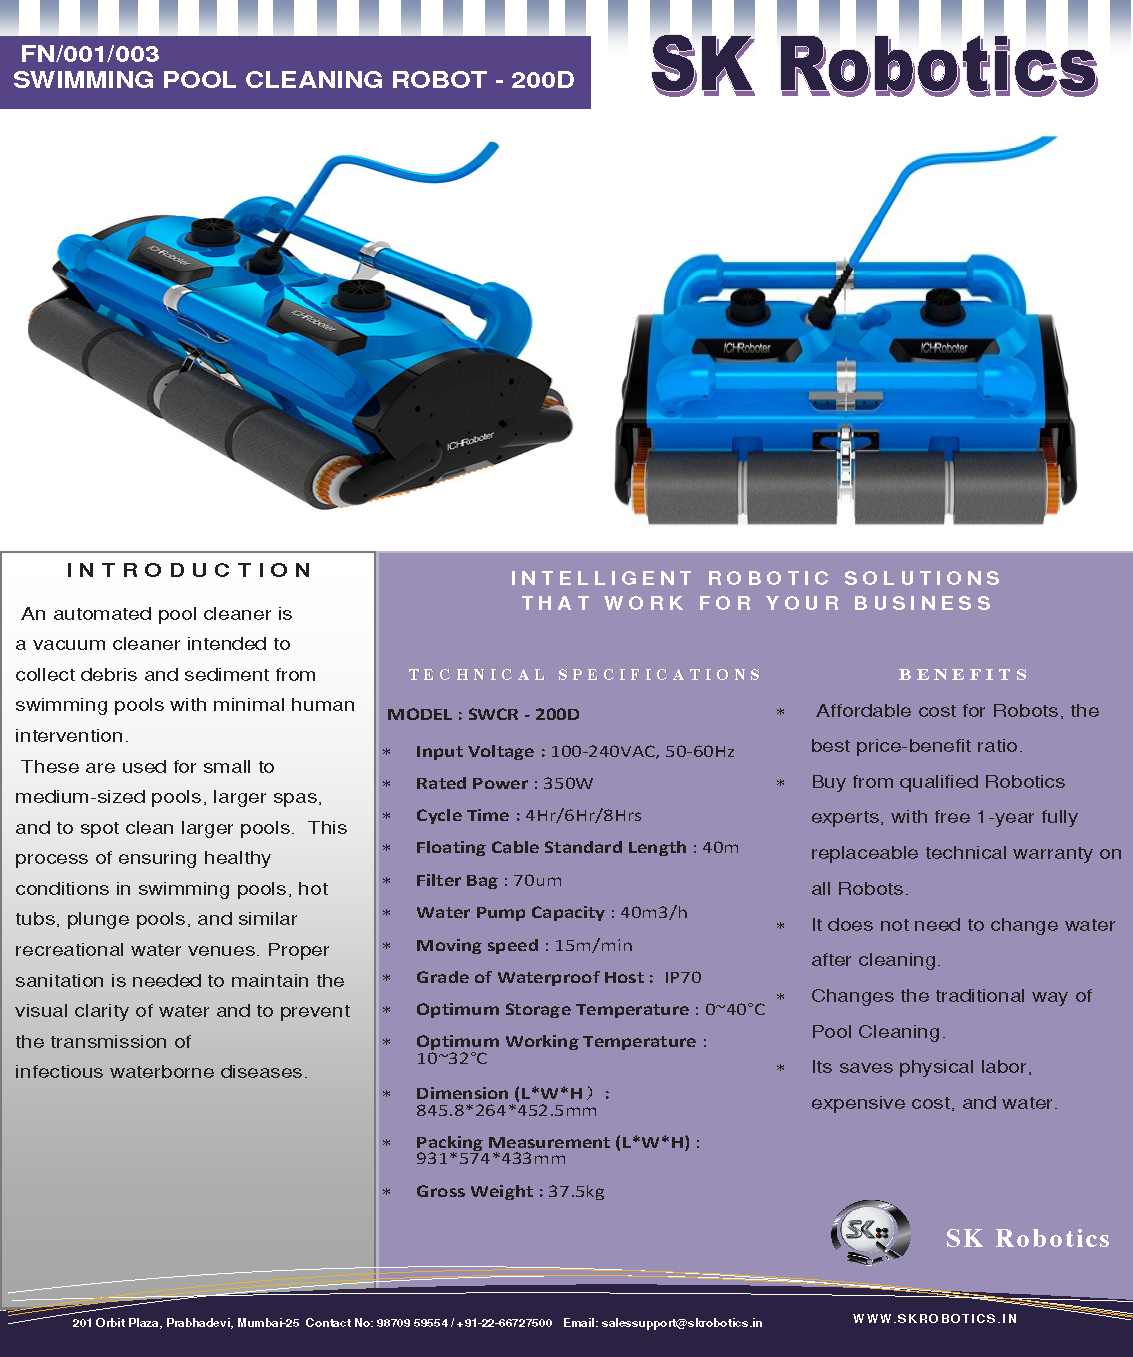 FN/001/003
SWIMMING POOL CLEANING ROBOT - 200D
SK Robotics
ICHRoboter
ICHRoboter
ICHRoboter
ICHRoboter
ICHRoboter
INTRODUCTION
An automated pool cleaner is
a vacuum cleaner intended to
collect debris and sediment from
swimming pools with minimal human
intervention.
These are used for small to
medium-sized pools, larger spas,
and to spot clean larger pools. This
process of ensuring healthy
conditions in swimming pools, hot
tubs, plunge pools, and similar
recreational water venues. Proper
sanitation is needed to maintain the
visual clarity of water and to prevent
the transmission of
infectious waterborne diseases.
INTELLIGENT ROBOTIC SOLUTIONS
THAT WORK FOR YOUR BUSINESS
TECHNICAL SPECIFICATIONS
MODEL : SWCR - 200D
* Input Voltage : 100-240VAC, 50-60Hz
* Rated Power : 350W
* Cycle Time : 4Hr/6Hr/8Hrs
* Floating Cable Standard Length : 40m
* Filter Bag : 70um
* Water Pump Capacity : 40m3/h
* Moving speed : 15m/min
* Grade of Waterproof Host : IP70
* Optimum Storage Temperature : 0~40°C
* Optimum Working Temperature :
10~32°C
* Dimension (L*W*H）:
845.8*264*452.5mm
* Packing Measurement (L*W*H) :
931*574*433mm
* Gross Weight : 37.5kg
BENEFITS
* Affordable cost for Robots, the
best price-benefit ratio.
* Buy from qualified Robotics
experts, with free 1-year fully
replaceable technical warranty on
all Robots.
* It does not need to change water
after cleaning.
* Changes the traditional way of
Pool Cleaning.
* Its saves physical labor,
expensive cost, and water.
SK
SK Robotics
201 Orbit Plaza, Prabhadevi, Mumbai-25 Contact No: 98709 59554 / +91-22-66727500 Email: salessupport@skrobotics.in
WWW.SKROBOTICS.IN